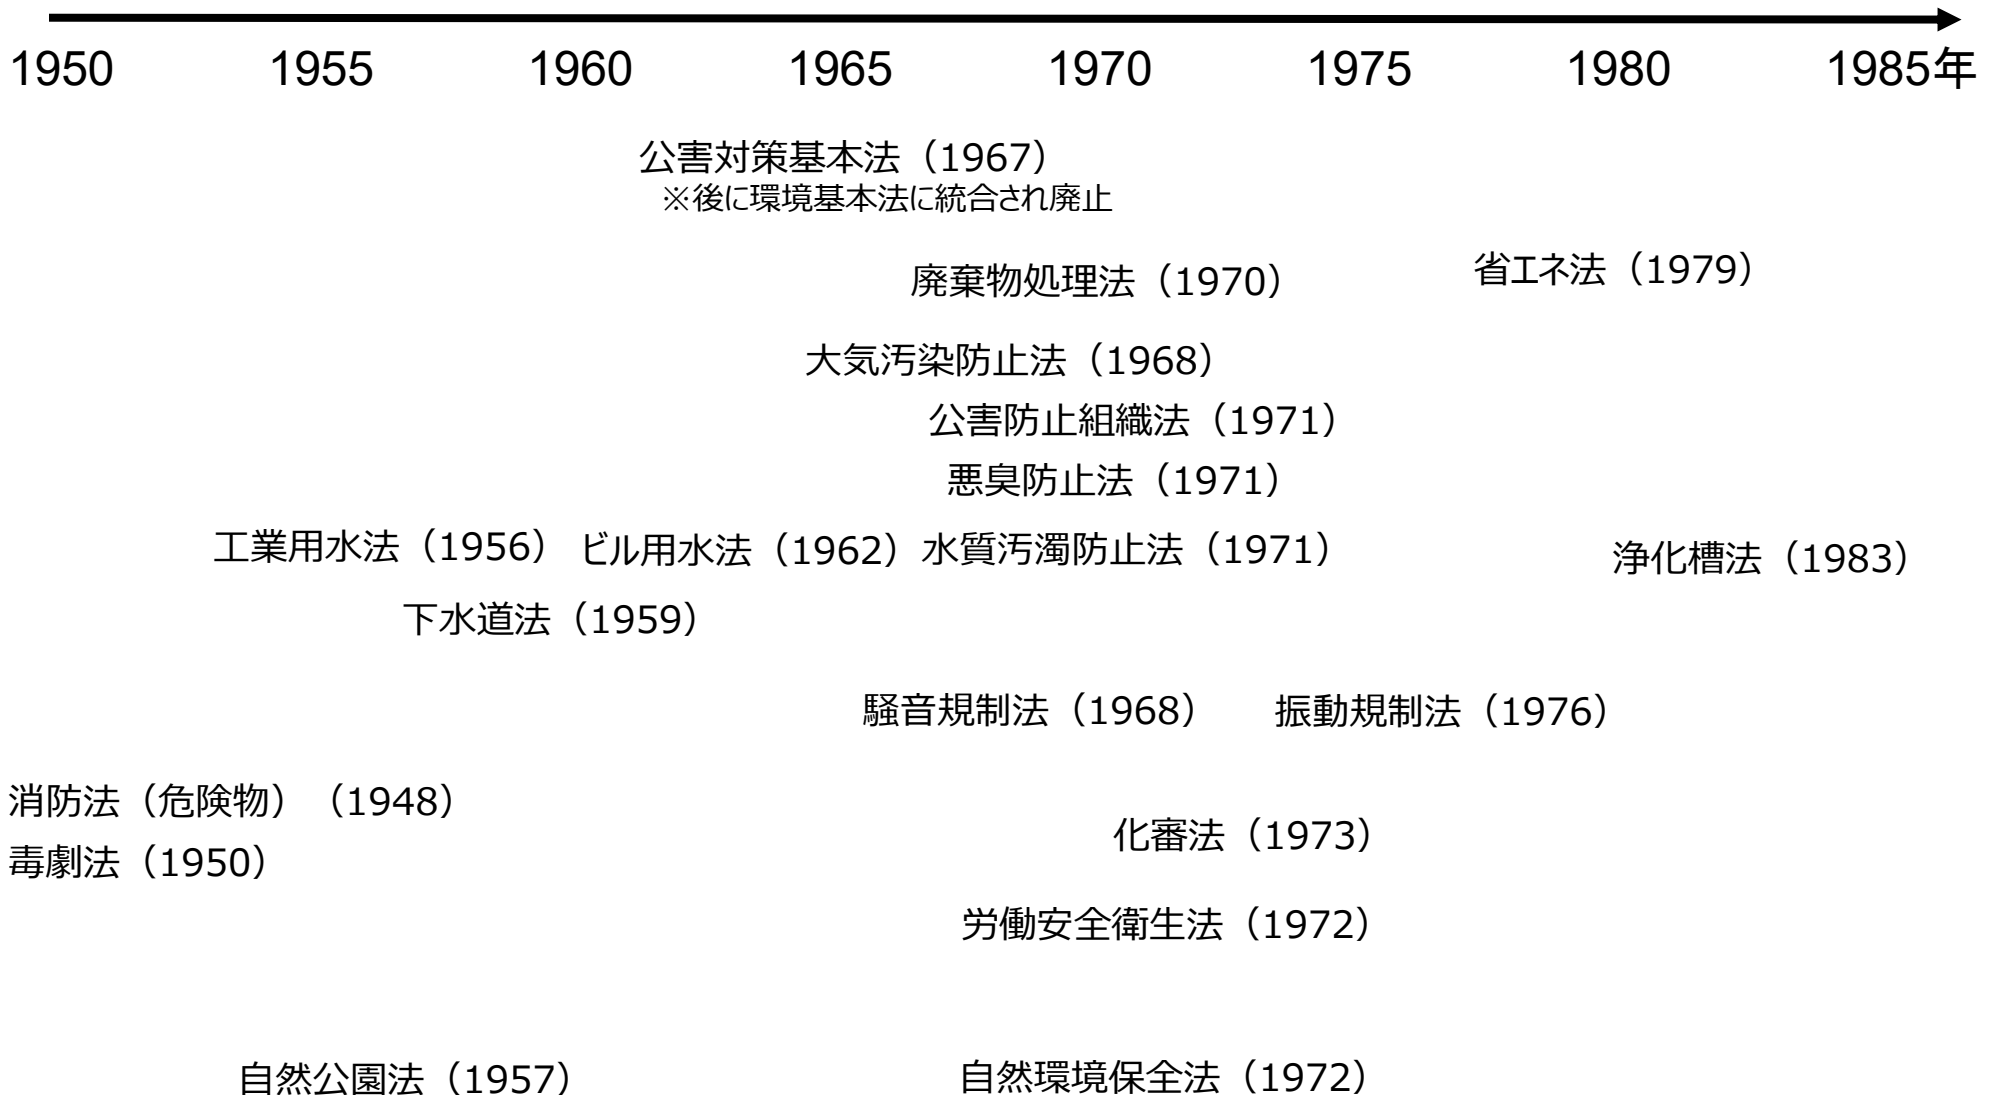 1950 1955 1960 1965 1970 1975 1980 1985年
公害対策基本法（1967）
※後に環境基本法に統合され廃止
廃棄物処理法（1970） 省エネ法（1979）
大気汚染防止法（1968）
公害防止組織法（1971）
悪臭防止法（1971）
工業用水法（1956） ビル用水法（1962） 水質汚濁防止法（1971） 浄化槽法（1983）
下水道法（1959）
騒音規制法（1968） 振動規制法（1976）
消防法（危険物）（1948）
化審法（1973）
毒劇法（1950）
労働安全衛生法（1972）
自然公園法（1957） 自然環境保全法（1972）